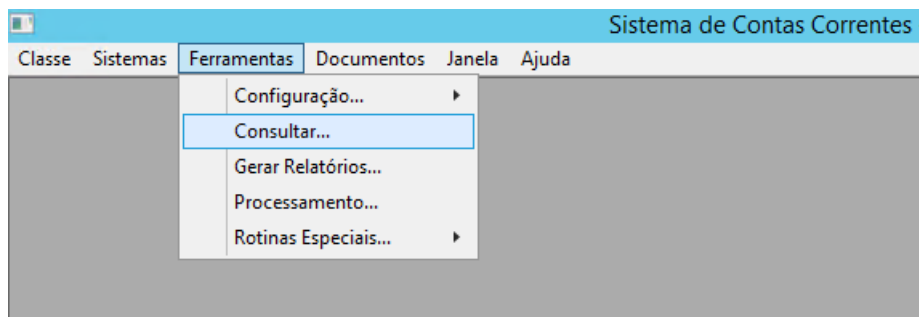 Sistema de Contas Correntes
Classe Sistemas Ferramentas Documentos Janela Ajuda
Configuração...
Consultar...
Gerar Relatórios...
Processamento...
Rotinas Especiais...